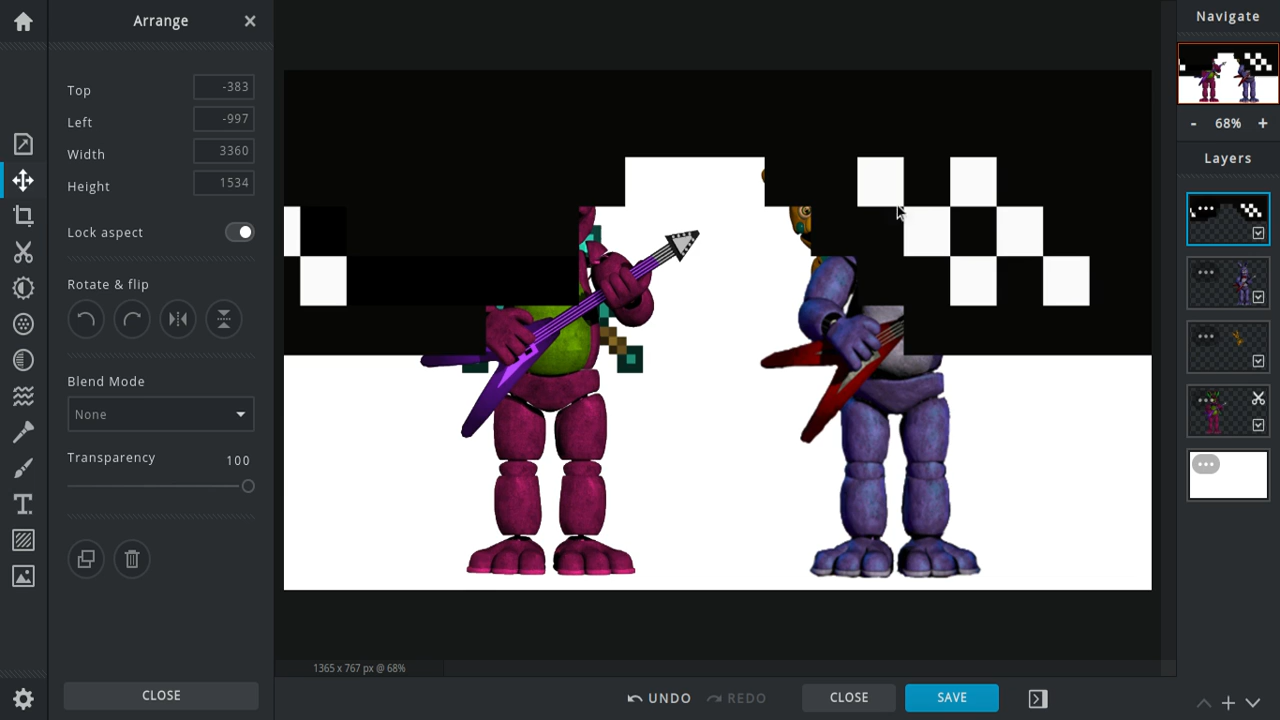 Arrange
Navigate
Top -383
Left -997
Width 3360
Height 1534
Lock aspect
Rotate & flip
Blend Mode
None
Transparency 100
CLOSE
1365 x 767 px @ 68%
UNDO REDO CLOSE SAVE
- 68% +
Layers